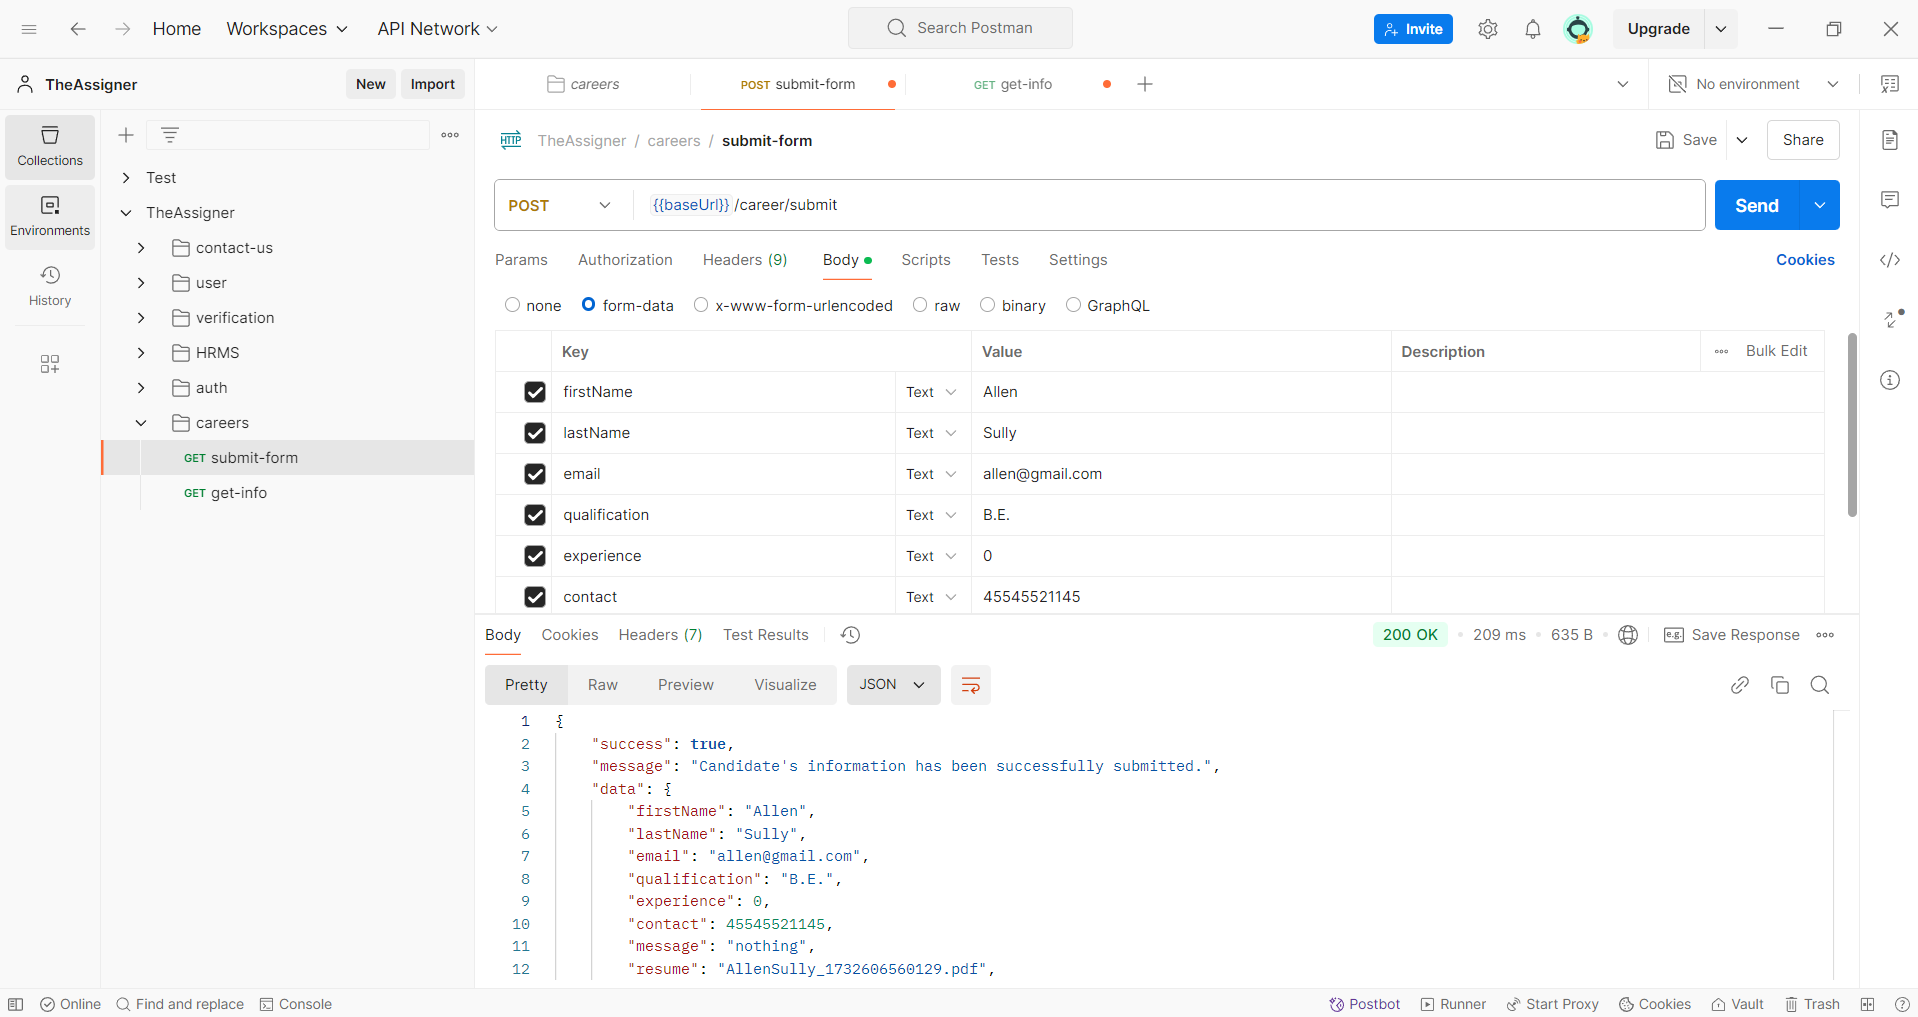 Home Workspaces API Network Search Postman Invite Upgrade
TheAssigner New Import careers POST submit-form GET get-info No environment
Collections
Environments
History
Test
TheAssigner
contact-us
user
verification
HRMS
auth
careers
GET submit-form
GET get-info
HTTP TheAssigner / careers / submit-form Save Share
POST {{baseUrl}}/career/submit Send
Params Authorization Headers (9) Body Scripts Tests Settings Cookies
none form-data x-www-form-urlencoded raw binary GraphQL
Key Value Description Bulk Edit
firstName Text Allen
lastName Text Sully
email Text allen@gmail.com
qualification Text B.E.
experience Text 0
contact Text 45545521145
Body Cookies Headers (7) Test Results 200 OK 209 ms 635 B e.g. Save Response
Pretty Raw Preview Visualize JSON
1 {
2 "success": true,
3 "message": "Candidate's information has been successfully submitted.",
4 "data": {
5 "firstName": "Allen",
6 "lastName": "Sully",
7 "email": "allen@gmail.com",
8 "qualification": "B.E.",
9 "experience": 0,
10 "contact": 45545521145,
11 "message": "nothing",
12 "resume": "AllenSully_1732606560129.pdf",
Online Find and replace Console Postbot Runner Start Proxy Cookies Vault Trash